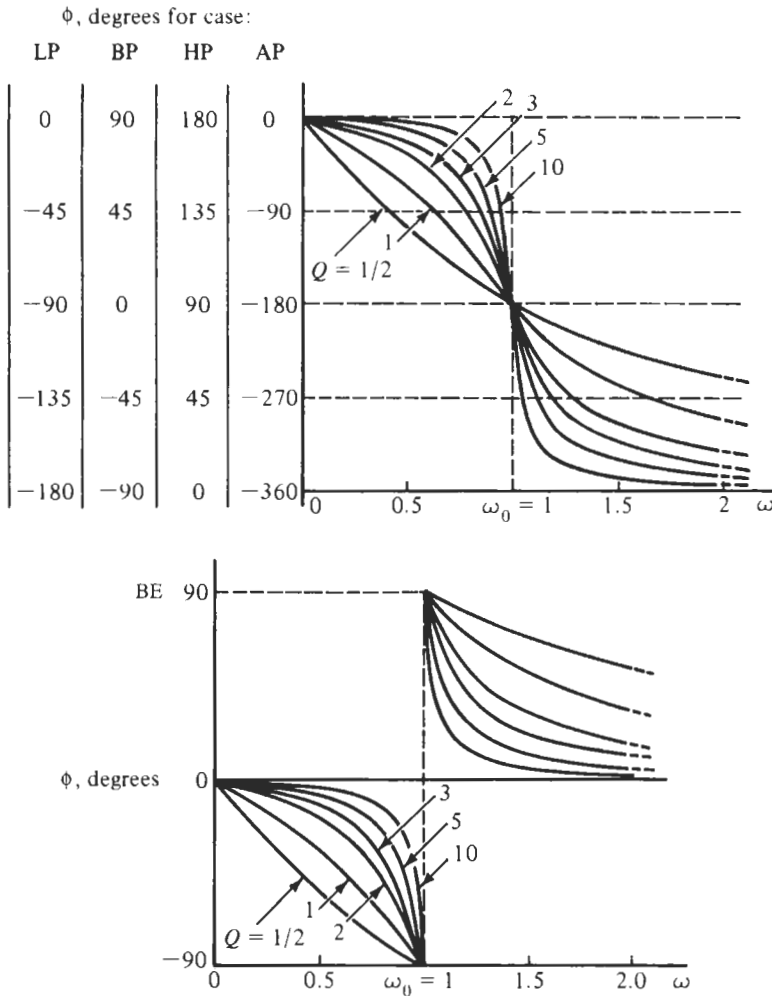 ϕ, degrees for case:
LP BP HP AP
0 90 180 0
2 3
5
10
−45 45 135 −90
1
Q = 1/2
−90 0 90 −180
−135 −45 45 −270
−180 −90 0 −360
0 0.5 ω₀ = 1 1.5 2 ω
BE 90
ϕ, degrees 0
3
5
10
Q = 1/2 1 2
−90
0 0.5 ω₀ = 1 1.5 2.0 ω